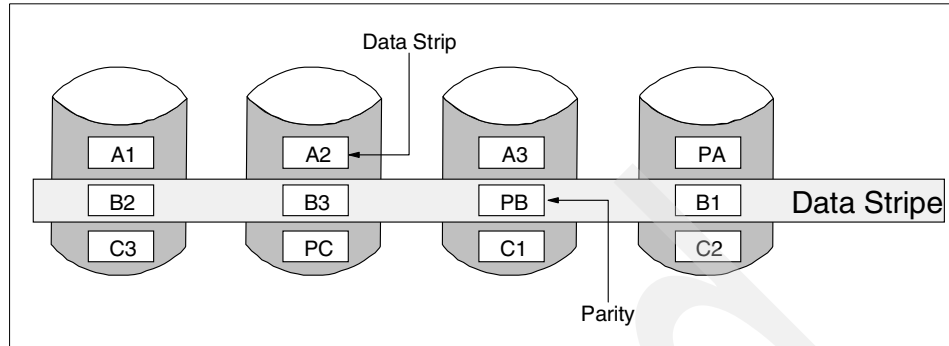 Data Strip
A1 A2 A3 PA
B2 B3 PB B1 Data Stripe
C3 PC C1 C2
Parity